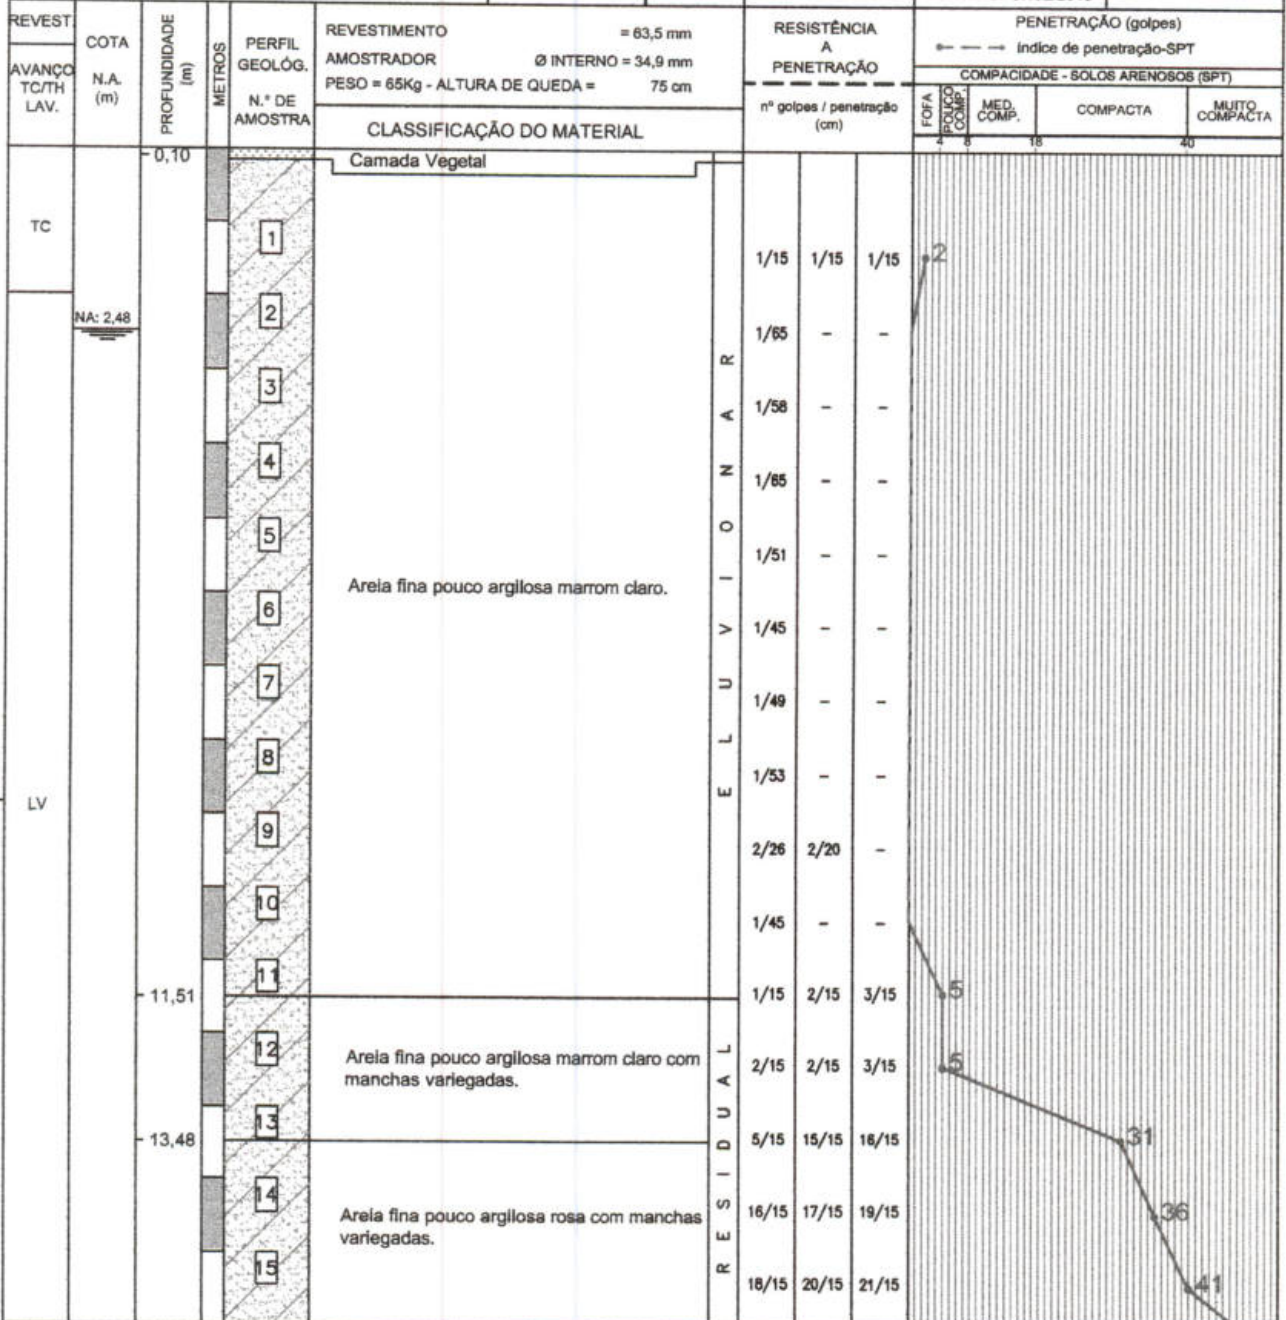 REVEST.
AVANÇO
TC/TH
LAV.
COTA
N.A.
(m)
PROFUNDIDADE
(m)
METROS
PERFIL
GEOLÓG.
N.° DE
AMOSTRA
REVESTIMENTO = 63,5 mm
AMOSTRADOR Ø INTERNO = 34,9 mm
PESO = 65Kg - ALTURA DE QUEDA = 75 cm
CLASSIFICAÇÃO DO MATERIAL
RESISTÊNCIA
A
PENETRAÇÃO
nº golpes / penetração
(cm)
PENETRAÇÃO (golpes)
índice de penetração-SPT
COMPACIDADE - SOLOS ARENOSOS (SPT)
FOFA
POUCO
COMP.
MED.
COMP.
COMPACTA
MUITO
COMPACTA
4 8 18 40
0,10
Camada Vegetal
TC
1
1/15 1/15 1/15 2
2
NA: 2,48
1/65 - -
3
1/58 - -
4
1/65 - -
5
1/51 - -
Areia fina pouco argilosa marrom claro.
6
1/45 - -
7
1/49 - -
8
1/53 - -
ELUVIONAR
LV
9
2/26 2/20 -
10
1/45 - -
11
11,51
1/15 2/15 3/15 5
12
Areia fina pouco argilosa marrom claro com
manchas variegadas.
2/15 2/15 3/15 5
13
13,48
5/15 15/15 16/15 31
14
Areia fina pouco argilosa rosa com manchas
variegadas.
16/15 17/15 19/15 36
RESIDUAL
15
18/15 20/15 21/15 41